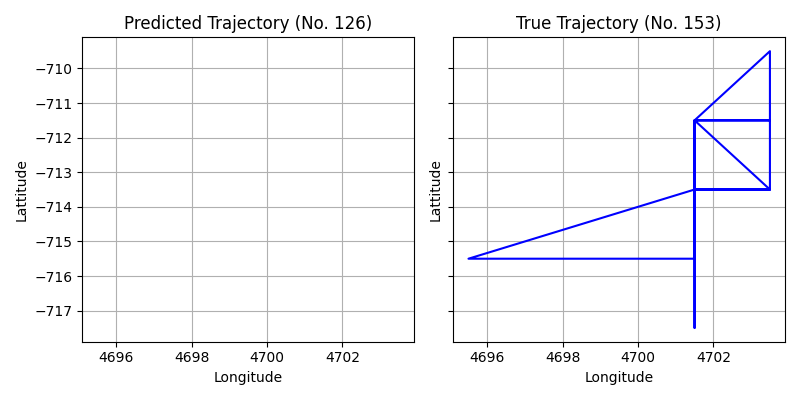 Predicted Trajectory (No. 126)
True Trajectory (No. 153)
Lattitude
−710
−711
−712
−713
−714
−715
−716
−717
4696
4698
4700
4702
Longitude
Lattitude
4696
4698
4700
4702
Longitude